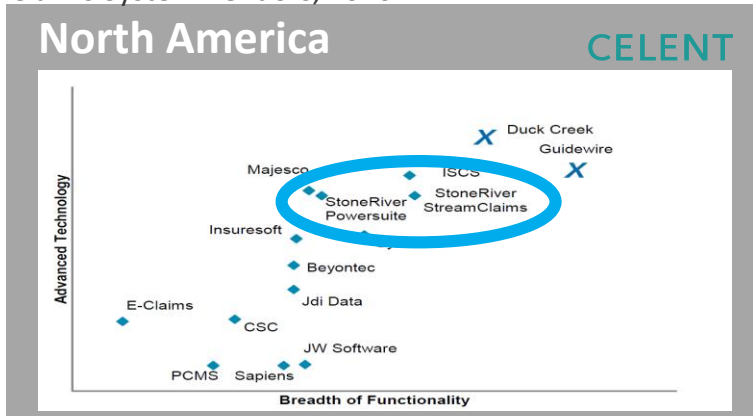 North America
CELENT
Duck Creek
Guidewire
Majesco
ISCS
StoneRiver
Powersuite
StoneRiver
StreamClaims
Insuresoft
Beyontec
Jdi Data
E-Claims
CSC
JW Software
PCMS
Sapiens
Advanced Technology
Breadth of Functionality